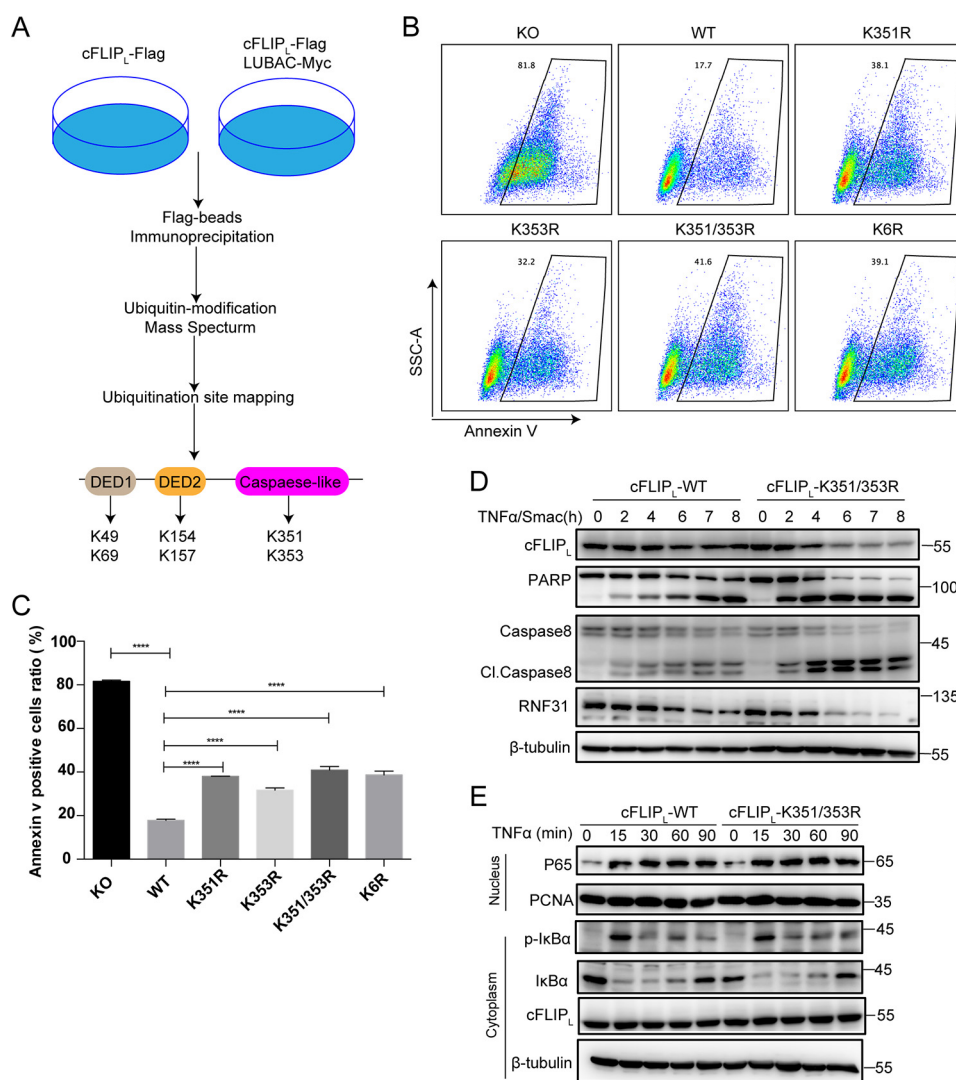 A
cFLIPL-Flag
cFLIPL-Flag
LUBAC-Myc
Flag-beads
Immunoprecipitation
Ubiquitin-modification
Mass Specturm
Ubiquitination site mapping
DED1 DED2 Caspaese-like
K49 K154 K351
K69 K157 K353
B
KO WT K351R
81.8 17.7 38.1
K353R K351/353R K6R
32.2 41.6 39.1
SSC-A
Annexin V
C
Annexin v positive cells ratio (%)
100
80
60
40
20
0
**** 
****
****
****
****
KO WT K351R K353R K351/353R K6R
D
cFLIPL-WT cFLIPL-K351/353R
TNFα/Smac(h) 0 2 4 6 7 8 0 2 4 6 7 8
cFLIPL 55
PARP 100
Caspase8 45
Cl.Caspase8
RNF31 135
β-tubulin 55
E
cFLIPL-WT cFLIPL-K351/353R
TNFα (min) 0 15 30 60 90 0 15 30 60 90
Nucleus
P65 65
PCNA 35
Cytoplasm
p-IκBα 45
IκBα 45
cFLIPL 55
β-tubulin 55